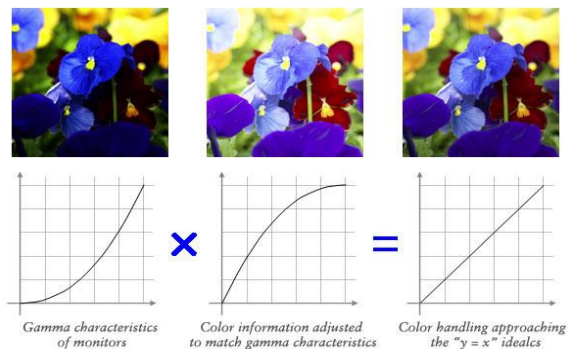 Gamma characteristics
of monitors
Color information adjusted
to match gamma characteristics
Color handling approaching
the "y = x" idealcs